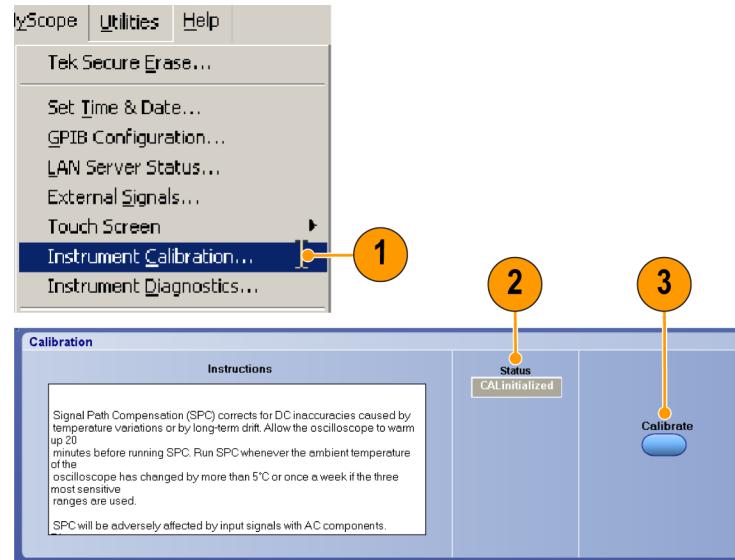 yScope Utilities Help
Tek Secure Erase...
Set Time & Date...
GPIB Configuration...
LAN Server Status...
External Signals...
Touch Screen
Instrument Calibration...
1
Instrument Diagnostics...
2
3
Calibration
Instructions
Signal Path Compensation (SPC) corrects for DC inaccuracies caused by
temperature variations or by long-term drift. Allow the oscilloscope to warm
up 20
minutes before running SPC. Run SPC whenever the ambient temperature
of the
oscilloscope has changed by more than 5°C or once a week if the three
most sensitive
ranges are used.
SPC will be adversely affected by input signals with AC components.
Status
CALinitialized
Calibrate